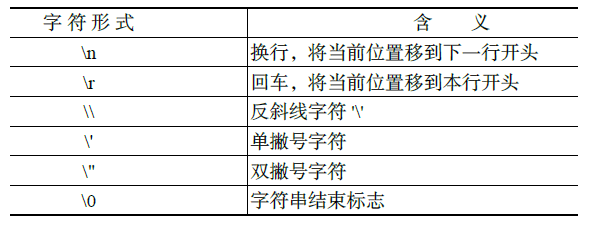 字符形式 含 义
\n 换行，将当前位置移到下一行开头
\r 回车，将当前位置移到本行开头
\\ 反斜线字符'\'
\' 单撇号字符
\" 双撇号字符
\0 字符串结束标志